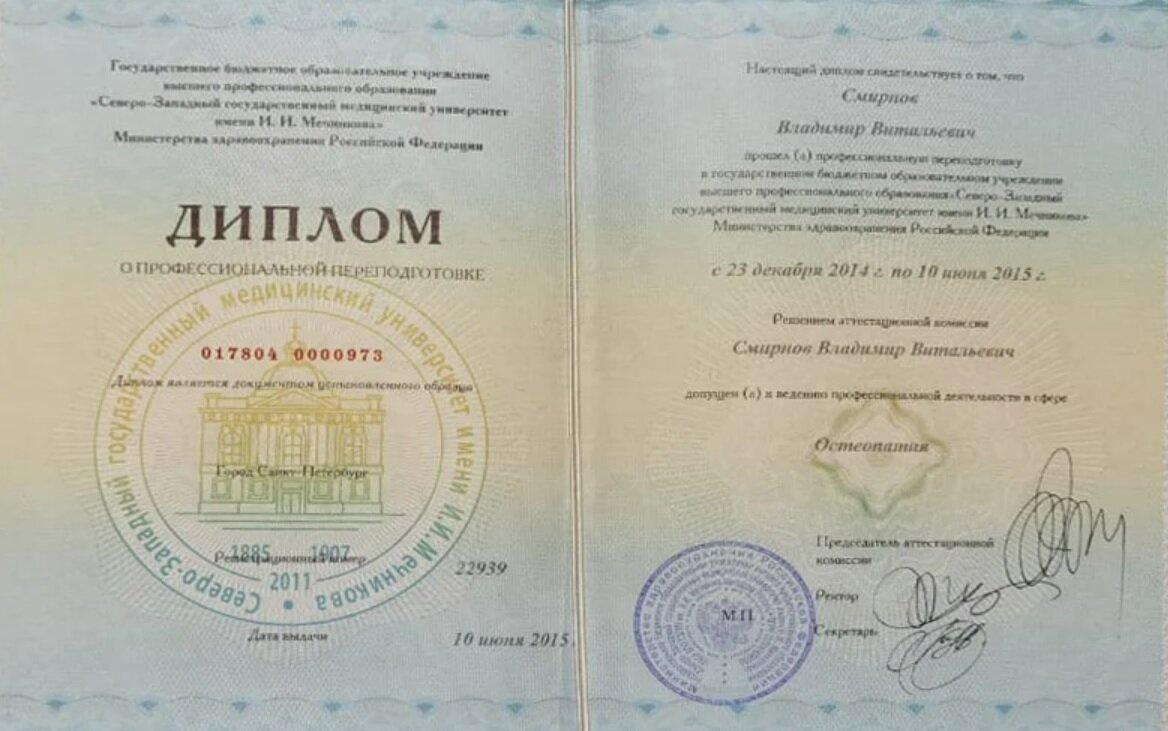 Государственное бюджетное образовательное учреждение
высшего профессионального образования
«Северо-Западный государственный медицинский университет
имени И. И. Мечникова»
Министерства здравоохранения Российской Федерации
ДИПЛОМ
О ПРОФЕССИОНАЛЬНОЙ ПЕРЕПОДГОТОВКЕ
Северо-Западный государственный медицинский университет имени И.И.Мечникова
017804 0000973
Диплом является документом установленного образца
Город Санкт-Петербург
1885 1907
Регистрационный номер
22939
2011
Дата выдачи
10 июня 2015
Настоящий диплом свидетельствует о том, что
Смирнов
Владимир Витальевич
прошел (а) профессиональную переподготовку
в государственном бюджетном образовательном учреждении
высшего профессионального образования «Северо-Западный
государственный медицинский университет имени И. И. Мечникова»
Министерства здравоохранения Российской Федерации
с 23 декабря 2014 г. по 10 июня 2015 г.
Решением аттестационной комиссии
Смирнов Владимир Витальевич
допущен (а) к ведению профессиональной деятельности в сфере
Остеопатия
Председатель аттестационной
комиссии
Ректор
Секретарь
М.П.
Министерство здравоохранения Российской Федерации